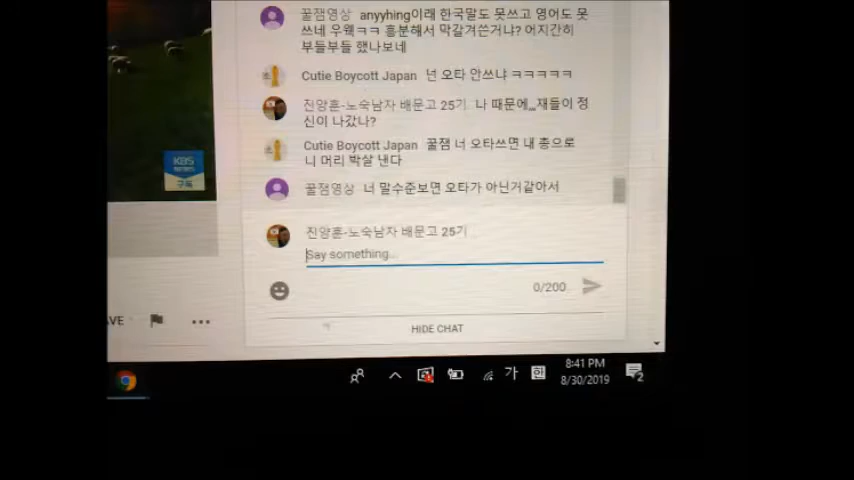 꿀잼영상 anyyhing이래 한국말도 못쓰고 영어도 못
쓰네 우웩ㅋㅋ 흥분해서 막갈겨쓴거냐? 어지간히
부들부들 했나보네
Cutie Boycott Japan 넌 오타 안쓰냐 ㅋㅋㅋㅋㅋ
진양훈-노숙남자 배문고 25기 나 때문에,,,재들이 정
신이 나갔나?
Cutie Boycott Japan 꿀잼 너 오타쓰면 내 총으로
니 머리 박살 낸다
KBS
NEWS
구독
꿀잼영상 너 말수준보면 오타가 아닌거같아서
진양훈-노숙남자 배문고 25기
Say something...
0/200
AVE
HIDE CHAT
가 한
8:41 PM
8/30/2019
2